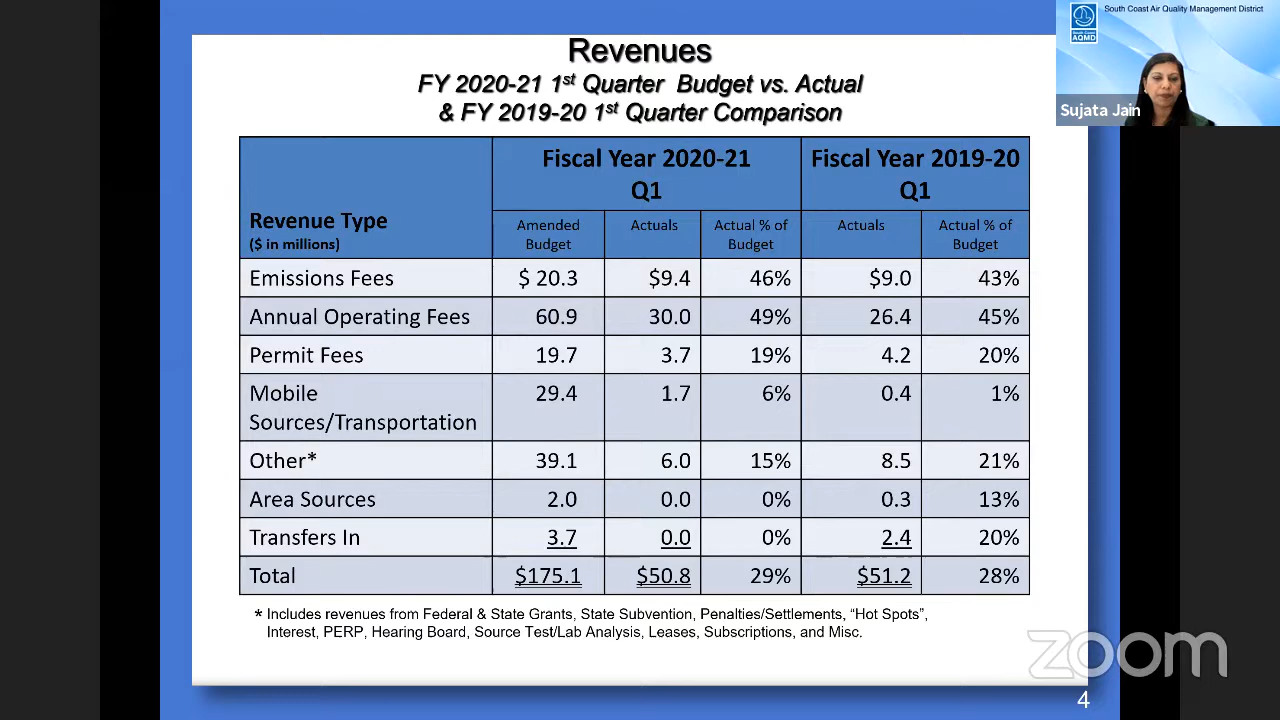 South Coast Air Quality Management District
South Coast
AQMD
Sujata Jain
Revenues
FY 2020-21 1st Quarter Budget vs. Actual
& FY 2019-20 1st Quarter Comparison
Revenue Type
($ in millions)
Fiscal Year 2020-21
Q1
Fiscal Year 2019-20
Q1
Amended
Budget
Actuals
Actual % of
Budget
Actuals
Actual % of
Budget
Emissions Fees $ 20.3 $9.4 46% $9.0 43%
Annual Operating Fees 60.9 30.0 49% 26.4 45%
Permit Fees 19.7 3.7 19% 4.2 20%
Mobile 29.4 1.7 6% 0.4 1%
Sources/Transportation
Other* 39.1 6.0 15% 8.5 21%
Area Sources 2.0 0.0 0% 0.3 13%
Transfers In 3.7 0.0 0% 2.4 20%
Total $175.1 $50.8 29% $51.2 28%
* Includes revenues from Federal & State Grants, State Subvention, Penalties/Settlements, “Hot Spots”,
Interest, PERP, Hearing Board, Source Test/Lab Analysis, Leases, Subscriptions, and Misc.
zoom
4